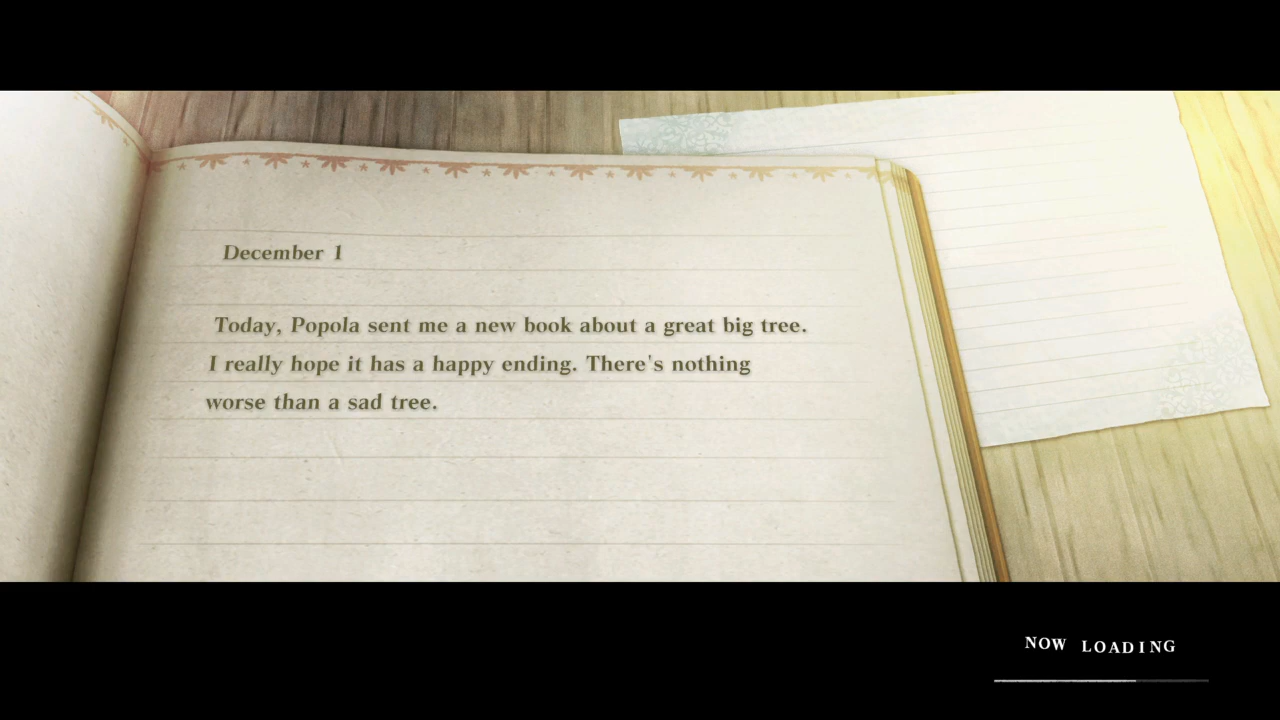 December 1
Today, Popola sent me a new book about a great big tree.
I really hope it has a happy ending. There's nothing
worse than a sad tree.
NOW LOADING